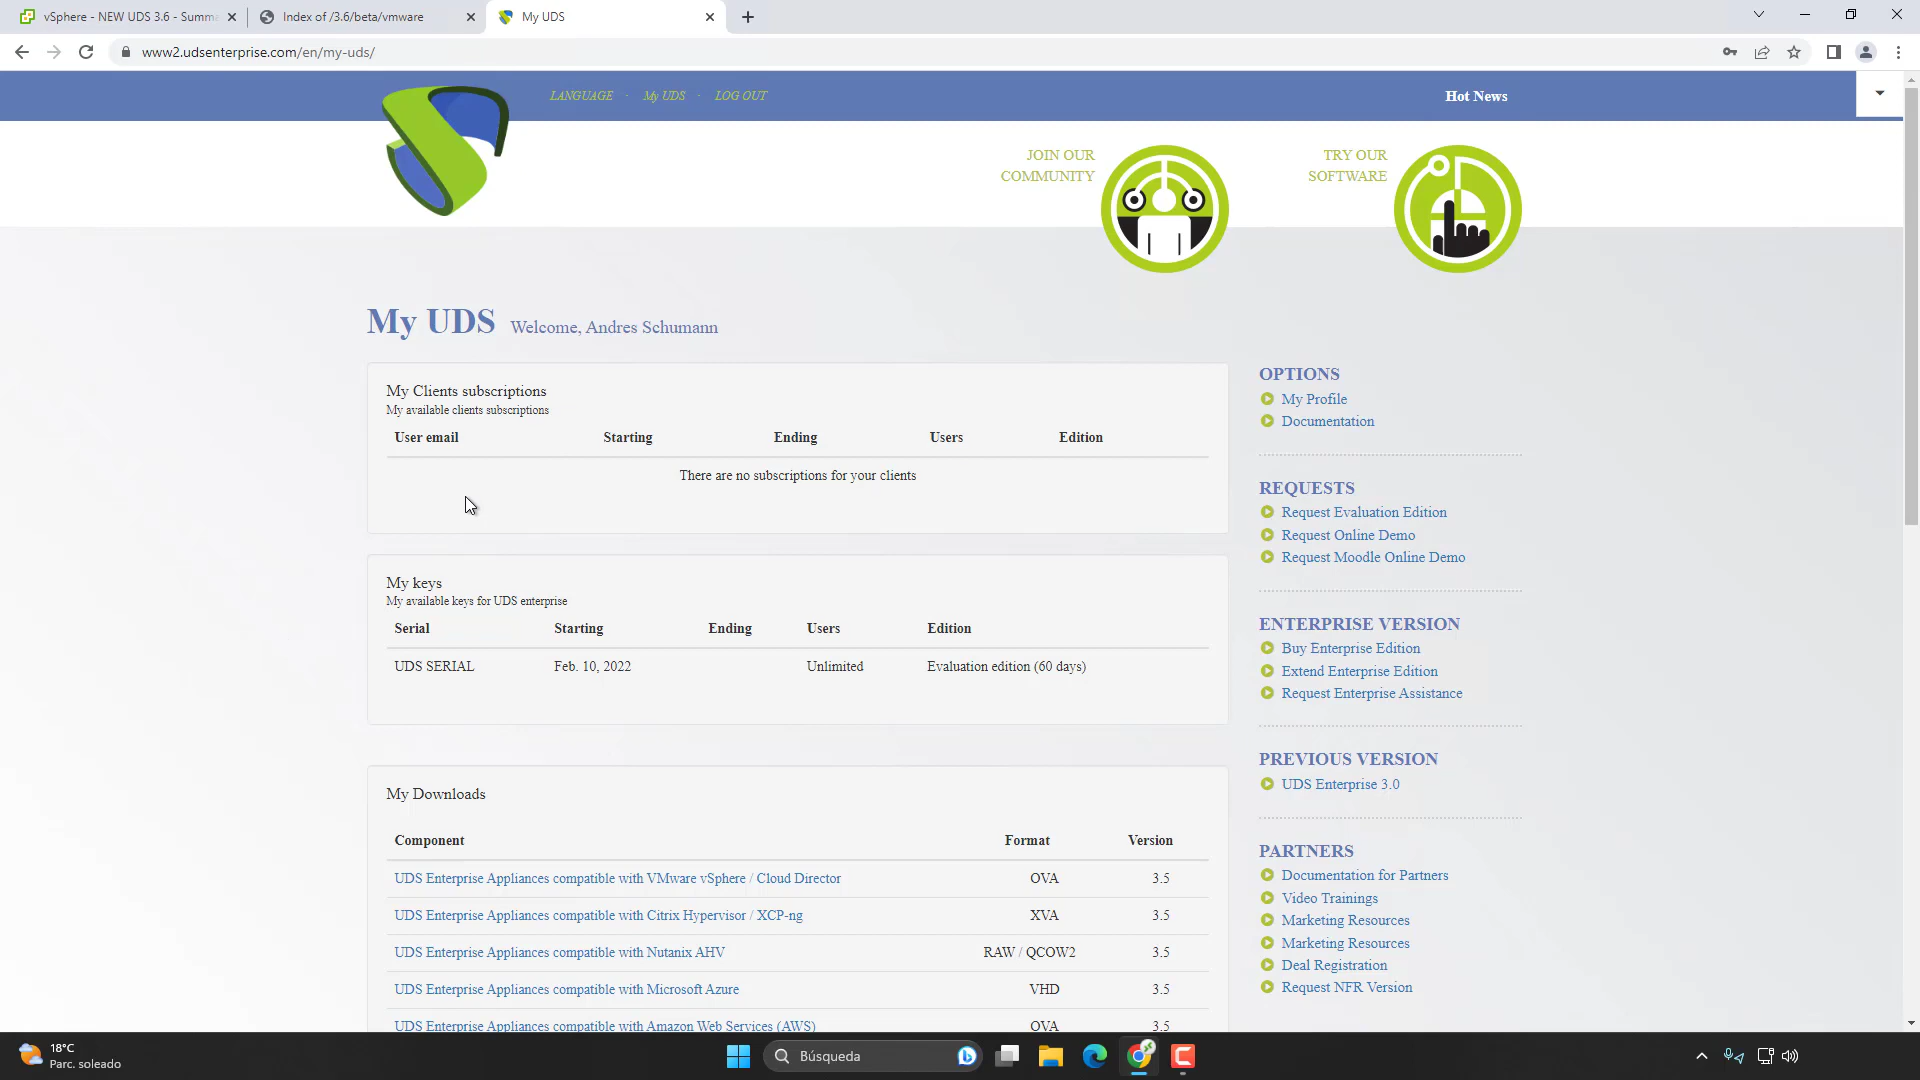 vSphere - NEW UDS 3.6 - Summa
Index of /3.6/beta/vmware
My UDS
www2.udsenterprise.com/en/my-uds/
LANGUAGE - My UDS - LOG OUT
Hot News
JOIN OUR
COMMUNITY
TRY OUR
SOFTWARE
My UDS Welcome, Andres Schumann
My Clients subscriptions
My available clients subscriptions
User email Starting Ending Users Edition
There are no subscriptions for your clients
My keys
My available keys for UDS enterprise
Serial Starting Ending Users Edition
UDS SERIAL Feb. 10, 2022 Unlimited Evaluation edition (60 days)
My Downloads
Component Format Version
UDS Enterprise Appliances compatible with VMware vSphere / Cloud Director OVA 3.5
UDS Enterprise Appliances compatible with Citrix Hypervisor / XCP-ng XVA 3.5
UDS Enterprise Appliances compatible with Nutanix AHV RAW / QCOW2 3.5
UDS Enterprise Appliances compatible with Microsoft Azure VHD 3.5
UDS Enterprise Appliances compatible with Amazon Web Services (AWS) OVA 3.5
OPTIONS
My Profile
Documentation
REQUESTS
Request Evaluation Edition
Request Online Demo
Request Moodle Online Demo
ENTERPRISE VERSION
Buy Enterprise Edition
Extend Enterprise Edition
Request Enterprise Assistance
PREVIOUS VERSION
UDS Enterprise 3.0
PARTNERS
Documentation for Partners
Video Trainings
Marketing Resources
Marketing Resources
Deal Registration
Request NFR Version
18°C
Parc. soleado
Búsqueda